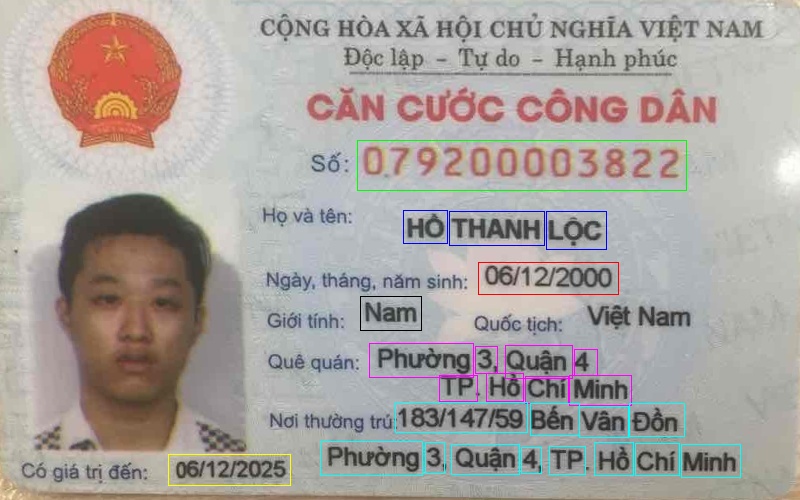 CỘNG HÒA XÃ HỘI CHỦ NGHĨA VIỆT NAM
Độc lập – Tự do – Hạnh phúc
CĂN CƯỚC CÔNG DÂN
Số: 079200003822
Họ và tên: HỒ THANH LỘC
Ngày, tháng, năm sinh: 06/12/2000
Giới tính: Nam Quốc tịch: Việt Nam
Quê quán: Phường 3, Quận 4
TP. Hồ Chí Minh
Nơi thường trú: 183/147/59 Bến Vân Đồn
Phường 3, Quận 4, TP. Hồ Chí Minh
Có giá trị đến: 06/12/2025